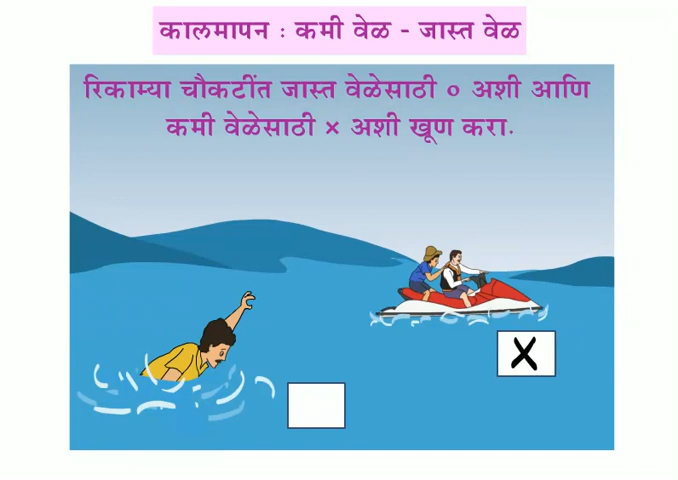 कालमापन : कमी वेळ - जास्त वेळ
रिकाम्या चौकटींत जास्त वेळेसाठी ० अशी आणि
कमी वेळेसाठी × अशी खूण करा.
X